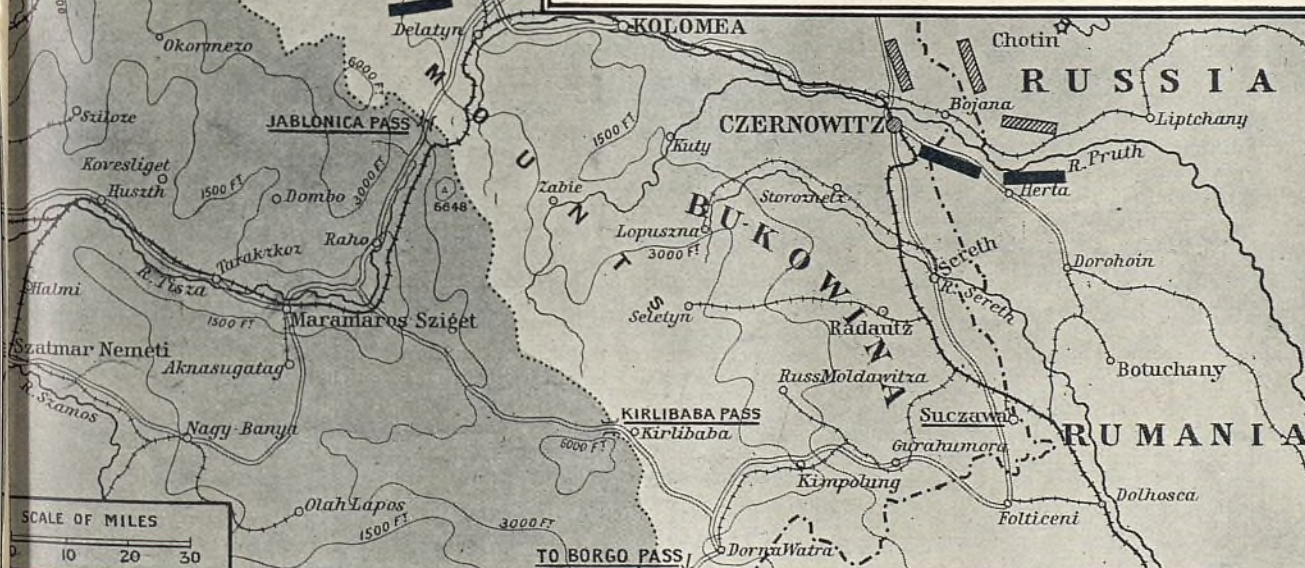 Okormezo
Delatyn
KOLOMEA
Chotin
RUSSIA
6000 FT
MOUNTS
Sziloze
JABLONICA PASS
1500 FT
CZERNOWITZ
Bojana
Liptchany
Kovesliget
Huszth
1500 FT
Dombo
3000 FT
Kuty
R. Pruth
6648
Zabie
Storoznetz
Herta
BUKOWINA
Raho
Lopuszna
3000 FT
Tarakzkoz
R. Tisza
Sereth
R. Sereth
Dorohoin
Halmi
1500 FT
Maramaros Sziget
Seletyn
Radautz
Szatmar Nemeti
Aknasugatag
Botuchany
Russ Moldawitza
R. Szamos
KIRLIBABA PASS
Kirlibaba
Suczawa
RUMANIA
Nagy-Banya
6000 FT
Gurahumora
Kimpolung
Dolhosca
Folticeni
Olah Lapos
1500 FT
3000 FT
SCALE OF MILES
0 10 20 30
TO BORGO PASS
Dorna Watra